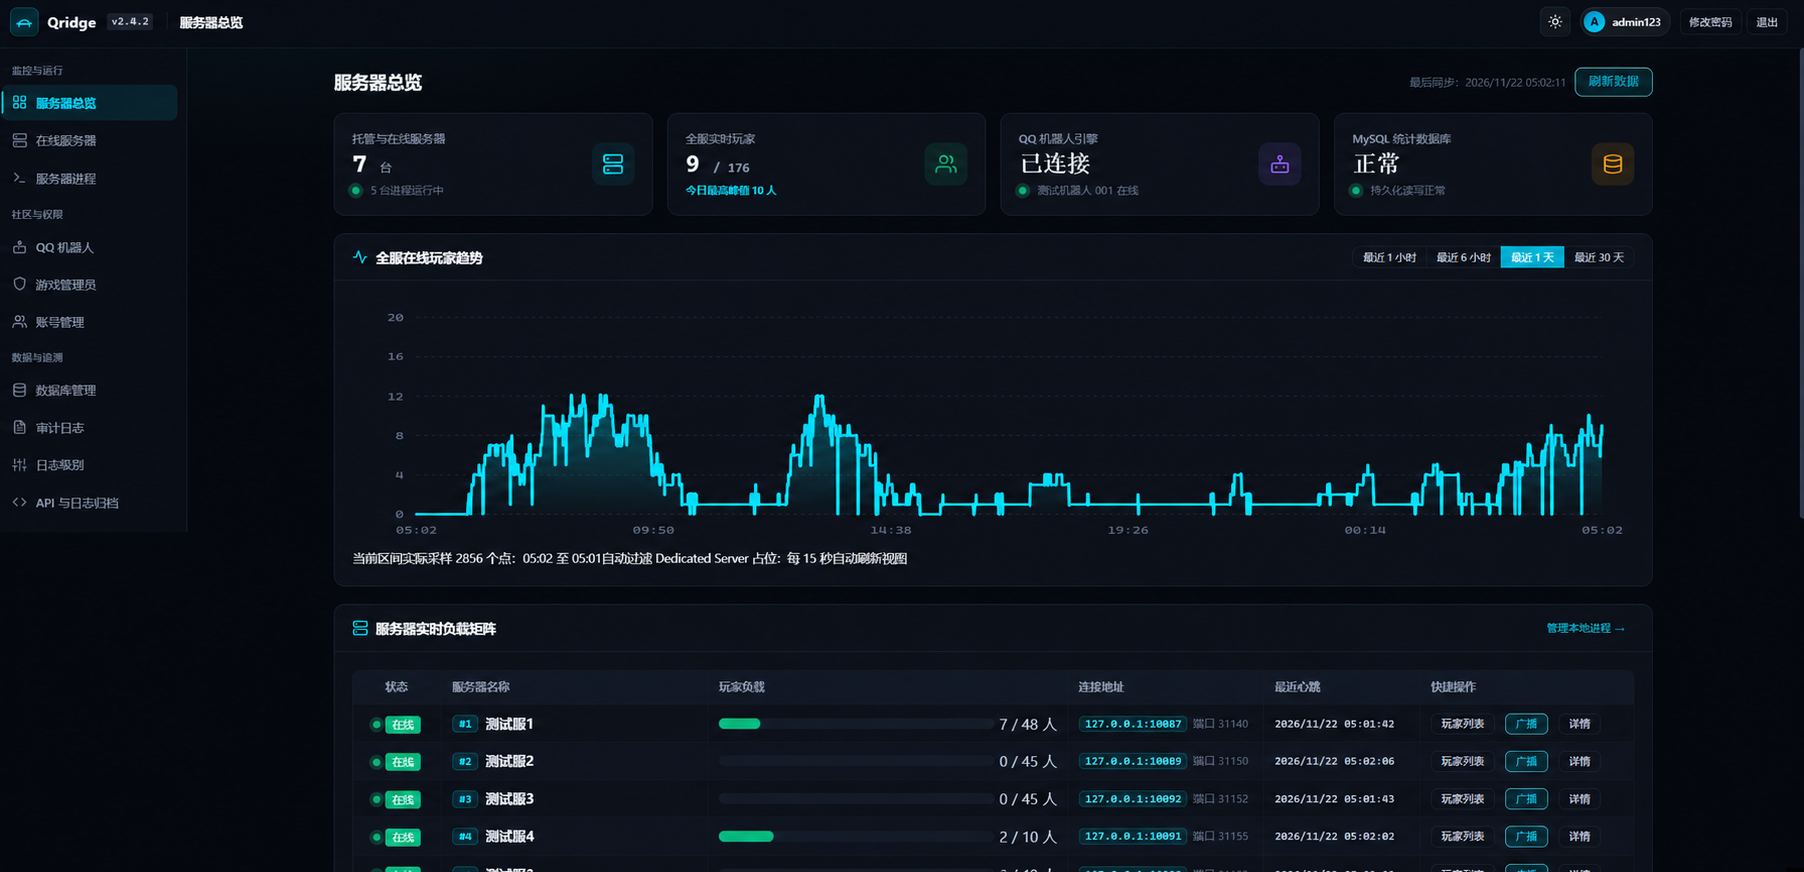 Qridge v2.4.2 服务器总览
A admin123 修改密码 退出
监控与运行
服务器总览
在线服务器
服务器进程
社区与权限
QQ 机器人
游戏管理员
账号管理
数据与追溯
数据库管理
审计日志
日志级别
API 与日志归档
服务器总览
最后同步：2026/11/22 05:02:11 刷新数据
托管与在线服务器
7 台
5 台进程运行中
全服实时玩家
9 / 176
今日最高峰值 10 人
QQ 机器人引擎
已连接
测试机器人 001 在线
MySQL 统计数据库
正常
持久化读写正常
全服在线玩家趋势
最近 1 小时 最近 6 小时 最近 1 天 最近 30 天
20
16
12
8
4
0
05:02 09:50 14:38 19:26 00:14 05:02
当前区间实际采样 2856 个点：05:02 至 05:01自动过滤 Dedicated Server 占位：每 15 秒自动刷新视图
服务器实时负载矩阵
管理本地进程 →
状态 服务器名称 玩家负载 连接地址 最近心跳 快捷操作
在线 #1 测试服1 7 / 48 人 127.0.0.1:10087 端口 31140 2026/11/22 05:01:42 玩家列表 广播 详情
在线 #2 测试服2 0 / 45 人 127.0.0.1:10089 端口 31150 2026/11/22 05:02:06 玩家列表 广播 详情
在线 #3 测试服3 0 / 45 人 127.0.0.1:10092 端口 31152 2026/11/22 05:01:43 玩家列表 广播 详情
在线 #4 测试服4 2 / 10 人 127.0.0.1:10091 端口 31155 2026/11/22 05:02:02 玩家列表 广播 详情